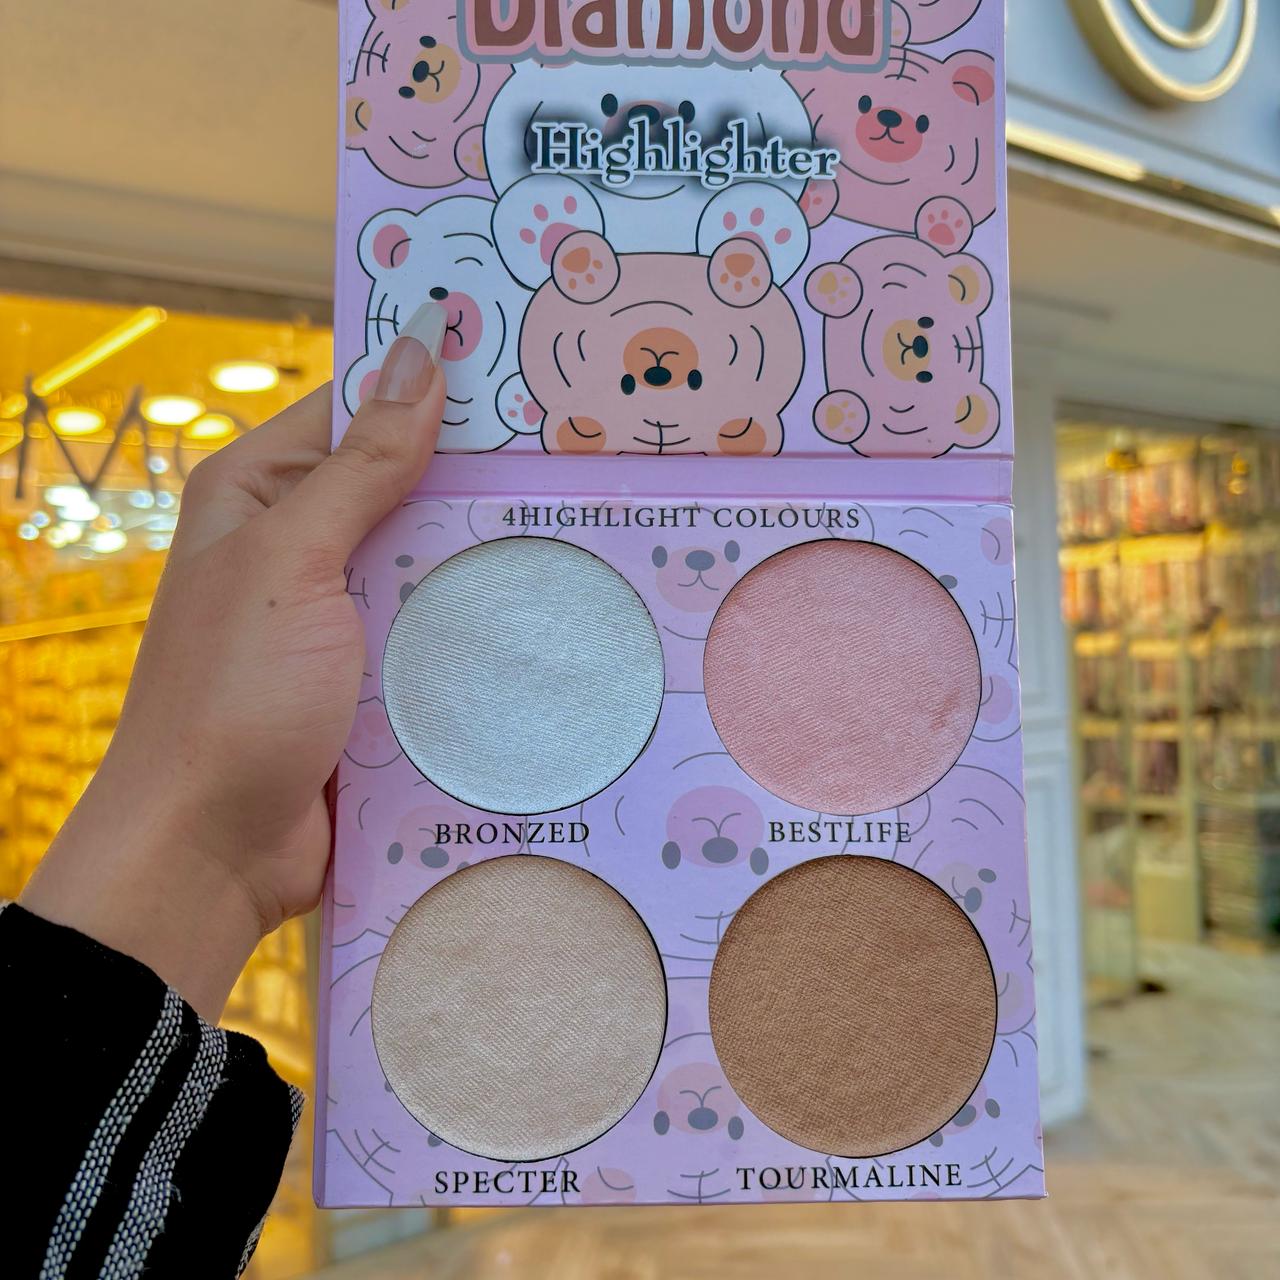 Diamond
Highlighter
4HIGHLIGHT COLOURS
BRONZED
BESTLIFE
SPECTER
TOURMALINE